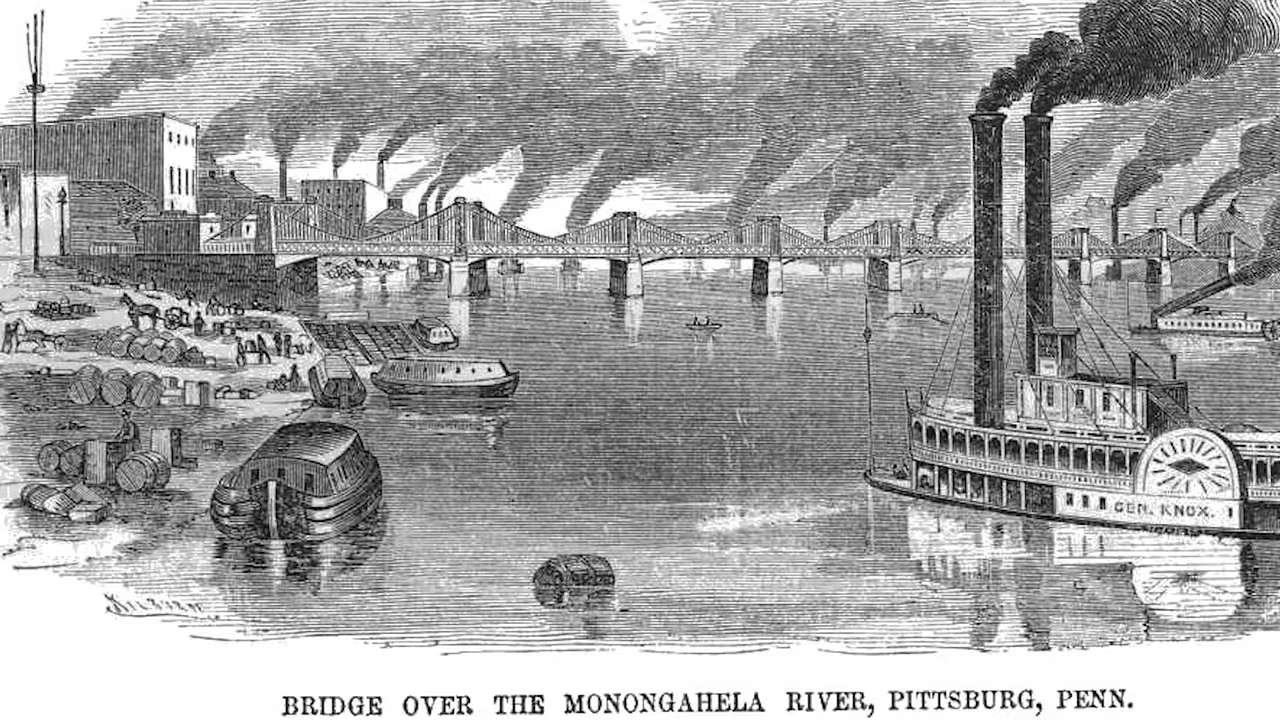 GEN. KNOX.
BRIDGE OVER THE MONONGAHELA RIVER, PITTSBURG, PENN.